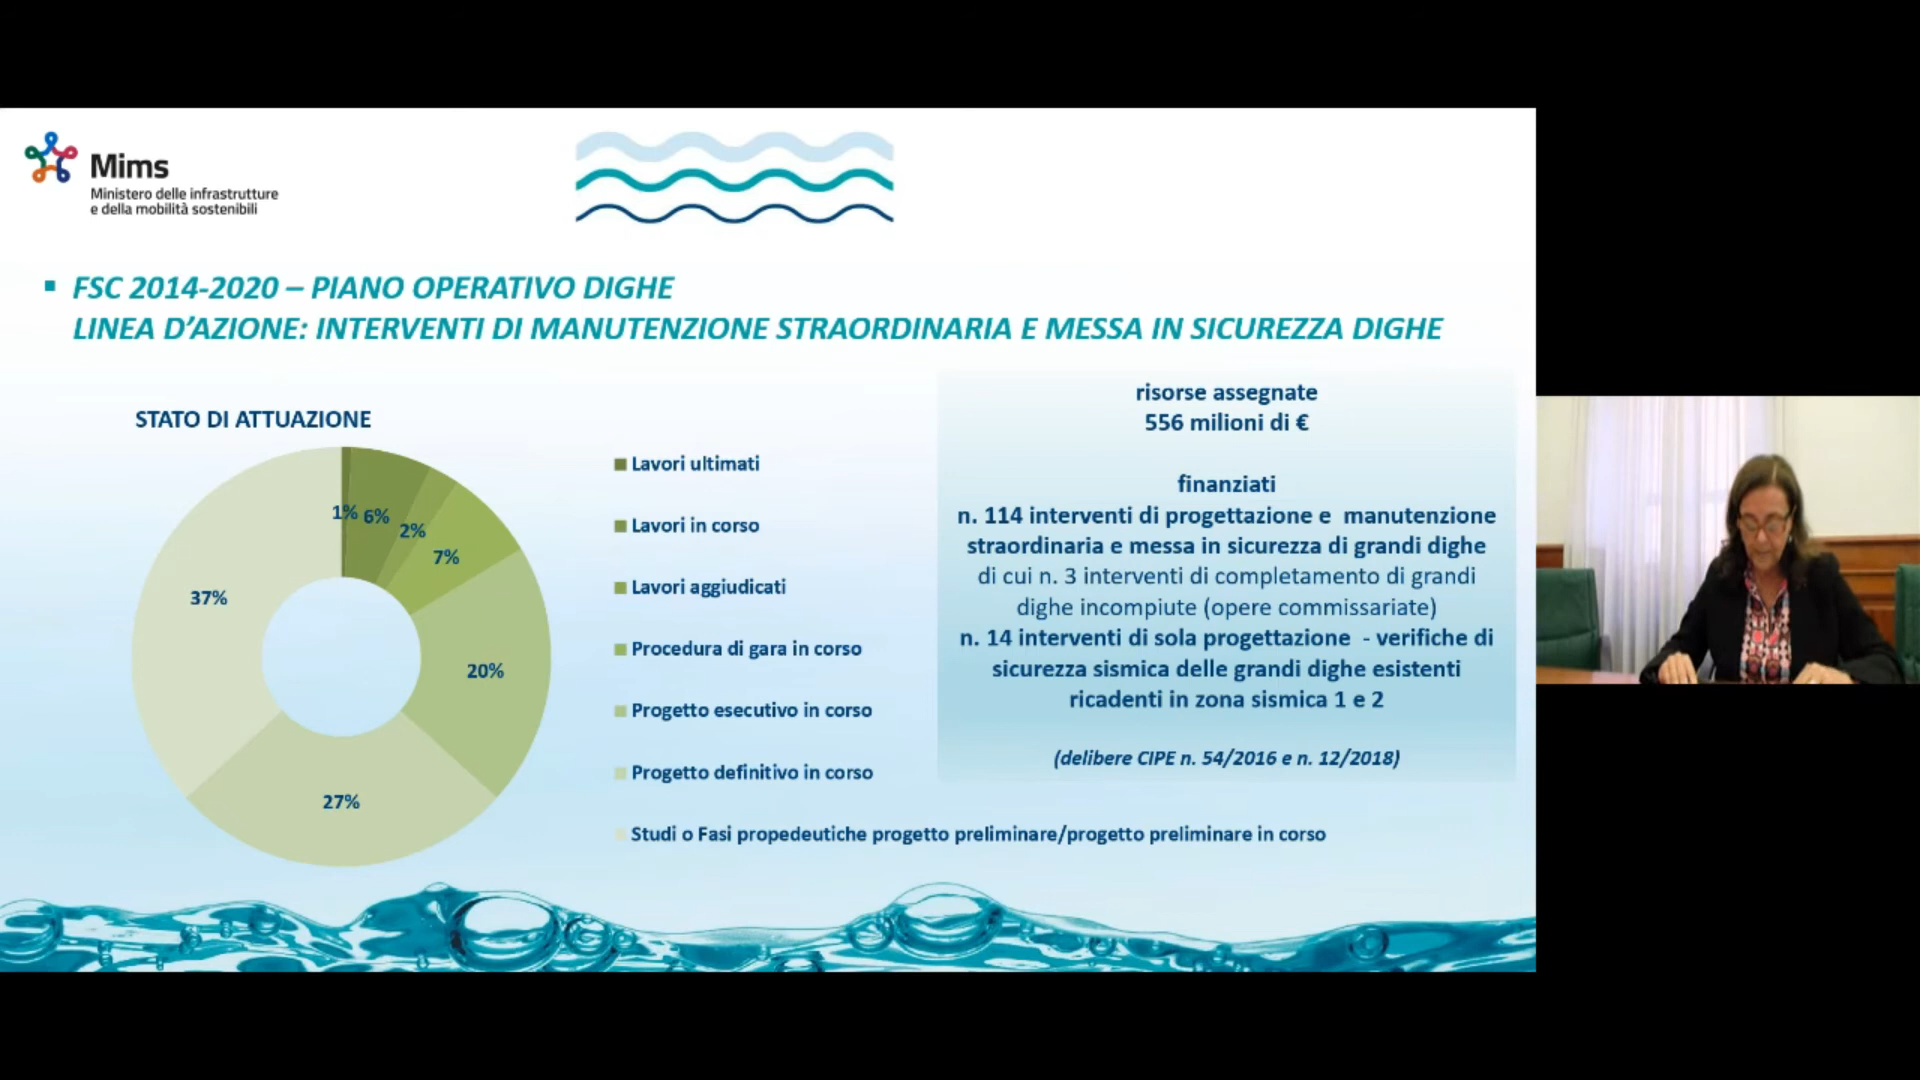 Mims
Ministero delle infrastrutture
e della mobilità sostenibili
▪ FSC 2014-2020 – PIANO OPERATIVO DIGHE
LINEA D’AZIONE: INTERVENTI DI MANUTENZIONE STRAORDINARIA E MESSA IN SICUREZZA DIGHE
STATO DI ATTUAZIONE
1%
6%
2%
7%
20%
27%
37%
Lavori ultimati
Lavori in corso
Lavori aggiudicati
Procedura di gara in corso
Progetto esecutivo in corso
Progetto definitivo in corso
Studi o Fasi propedeutiche progetto preliminare/progetto preliminare in corso
risorse assegnate
556 milioni di €
finanziati
n. 114 interventi di progettazione e manutenzione
straordinaria e messa in sicurezza di grandi dighe
di cui n. 3 interventi di completamento di grandi
dighe incompiute (opere commissariate)
n. 14 interventi di sola progettazione - verifiche di
sicurezza sismica delle grandi dighe esistenti
ricadenti in zona sismica 1 e 2
(delibere CIPE n. 54/2016 e n. 12/2018)